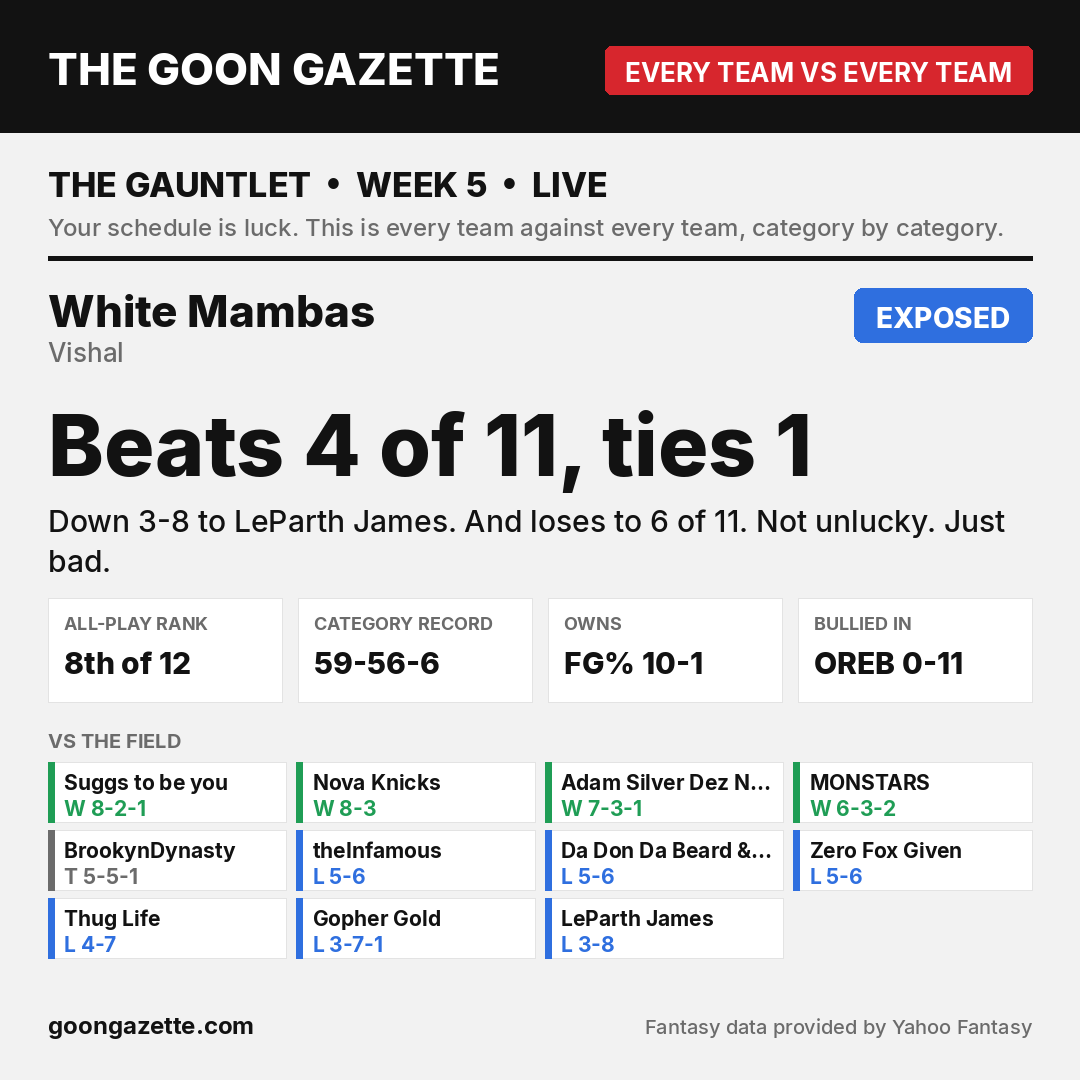 THE GOON GAZETTE
EVERY TEAM VS EVERY TEAM
THE GAUNTLET • WEEK 5 • LIVE
Your schedule is luck. This is every team against every team, category by category.
White Mambas
EXPOSED
Vishal
Beats 4 of 11, ties 1
Down 3-8 to LeParth James. And loses to 6 of 11. Not unlucky. Just
bad.
ALL-PLAY RANK
8th of 12
CATEGORY RECORD
59-56-6
OWNS
FG% 10-1
BULLIED IN
OREB 0-11
VS THE FIELD
Suggs to be you
W 8-2-1
Nova Knicks
W 8-3
Adam Silver Dez N...
W 7-3-1
MONSTARS
W 6-3-2
BrookynDynasty
T 5-5-1
theInfamous
L 5-6
Da Don Da Beard &...
L 5-6
Zero Fox Given
L 5-6
Thug Life
L 4-7
Gopher Gold
L 3-7-1
LeParth James
L 3-8
goongazette.com
Fantasy data provided by Yahoo Fantasy